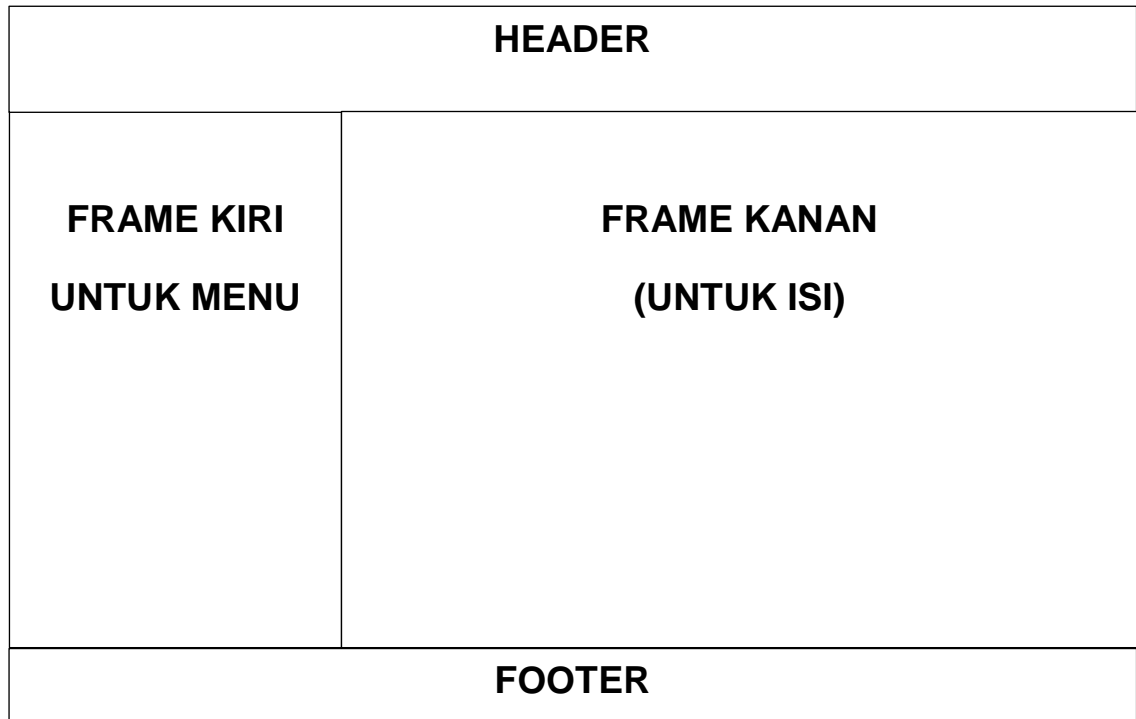 HEADER
FRAME KIRI
UNTUK MENU
FRAME KANAN
(UNTUK ISI)
FOOTER